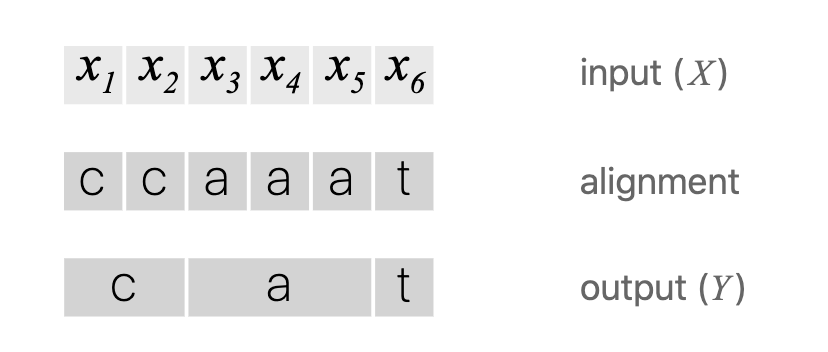 x₁ x₂ x₃ x₄ x₅ x₆ input (X)
c c a a a t alignment
c a t output (Y)